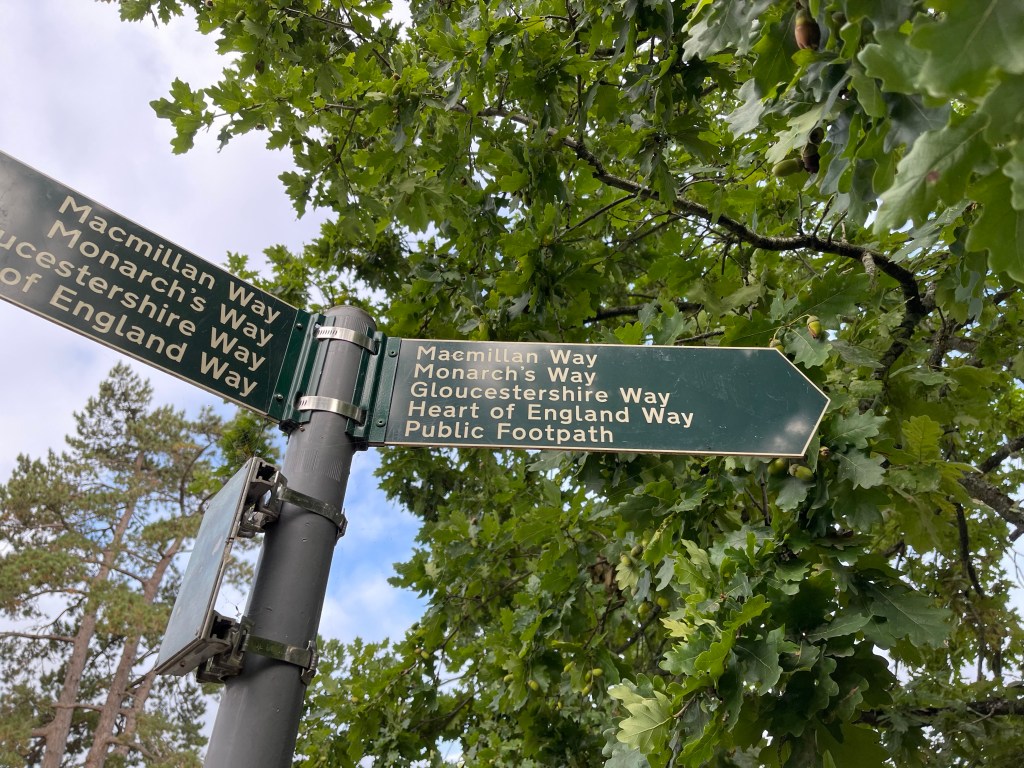 Macmillan Way
Monarch's Way
ucestershire Way
of England Way
Macmillan Way
Monarch's Way
Gloucestershire Way
Heart of England Way
Public Footpath